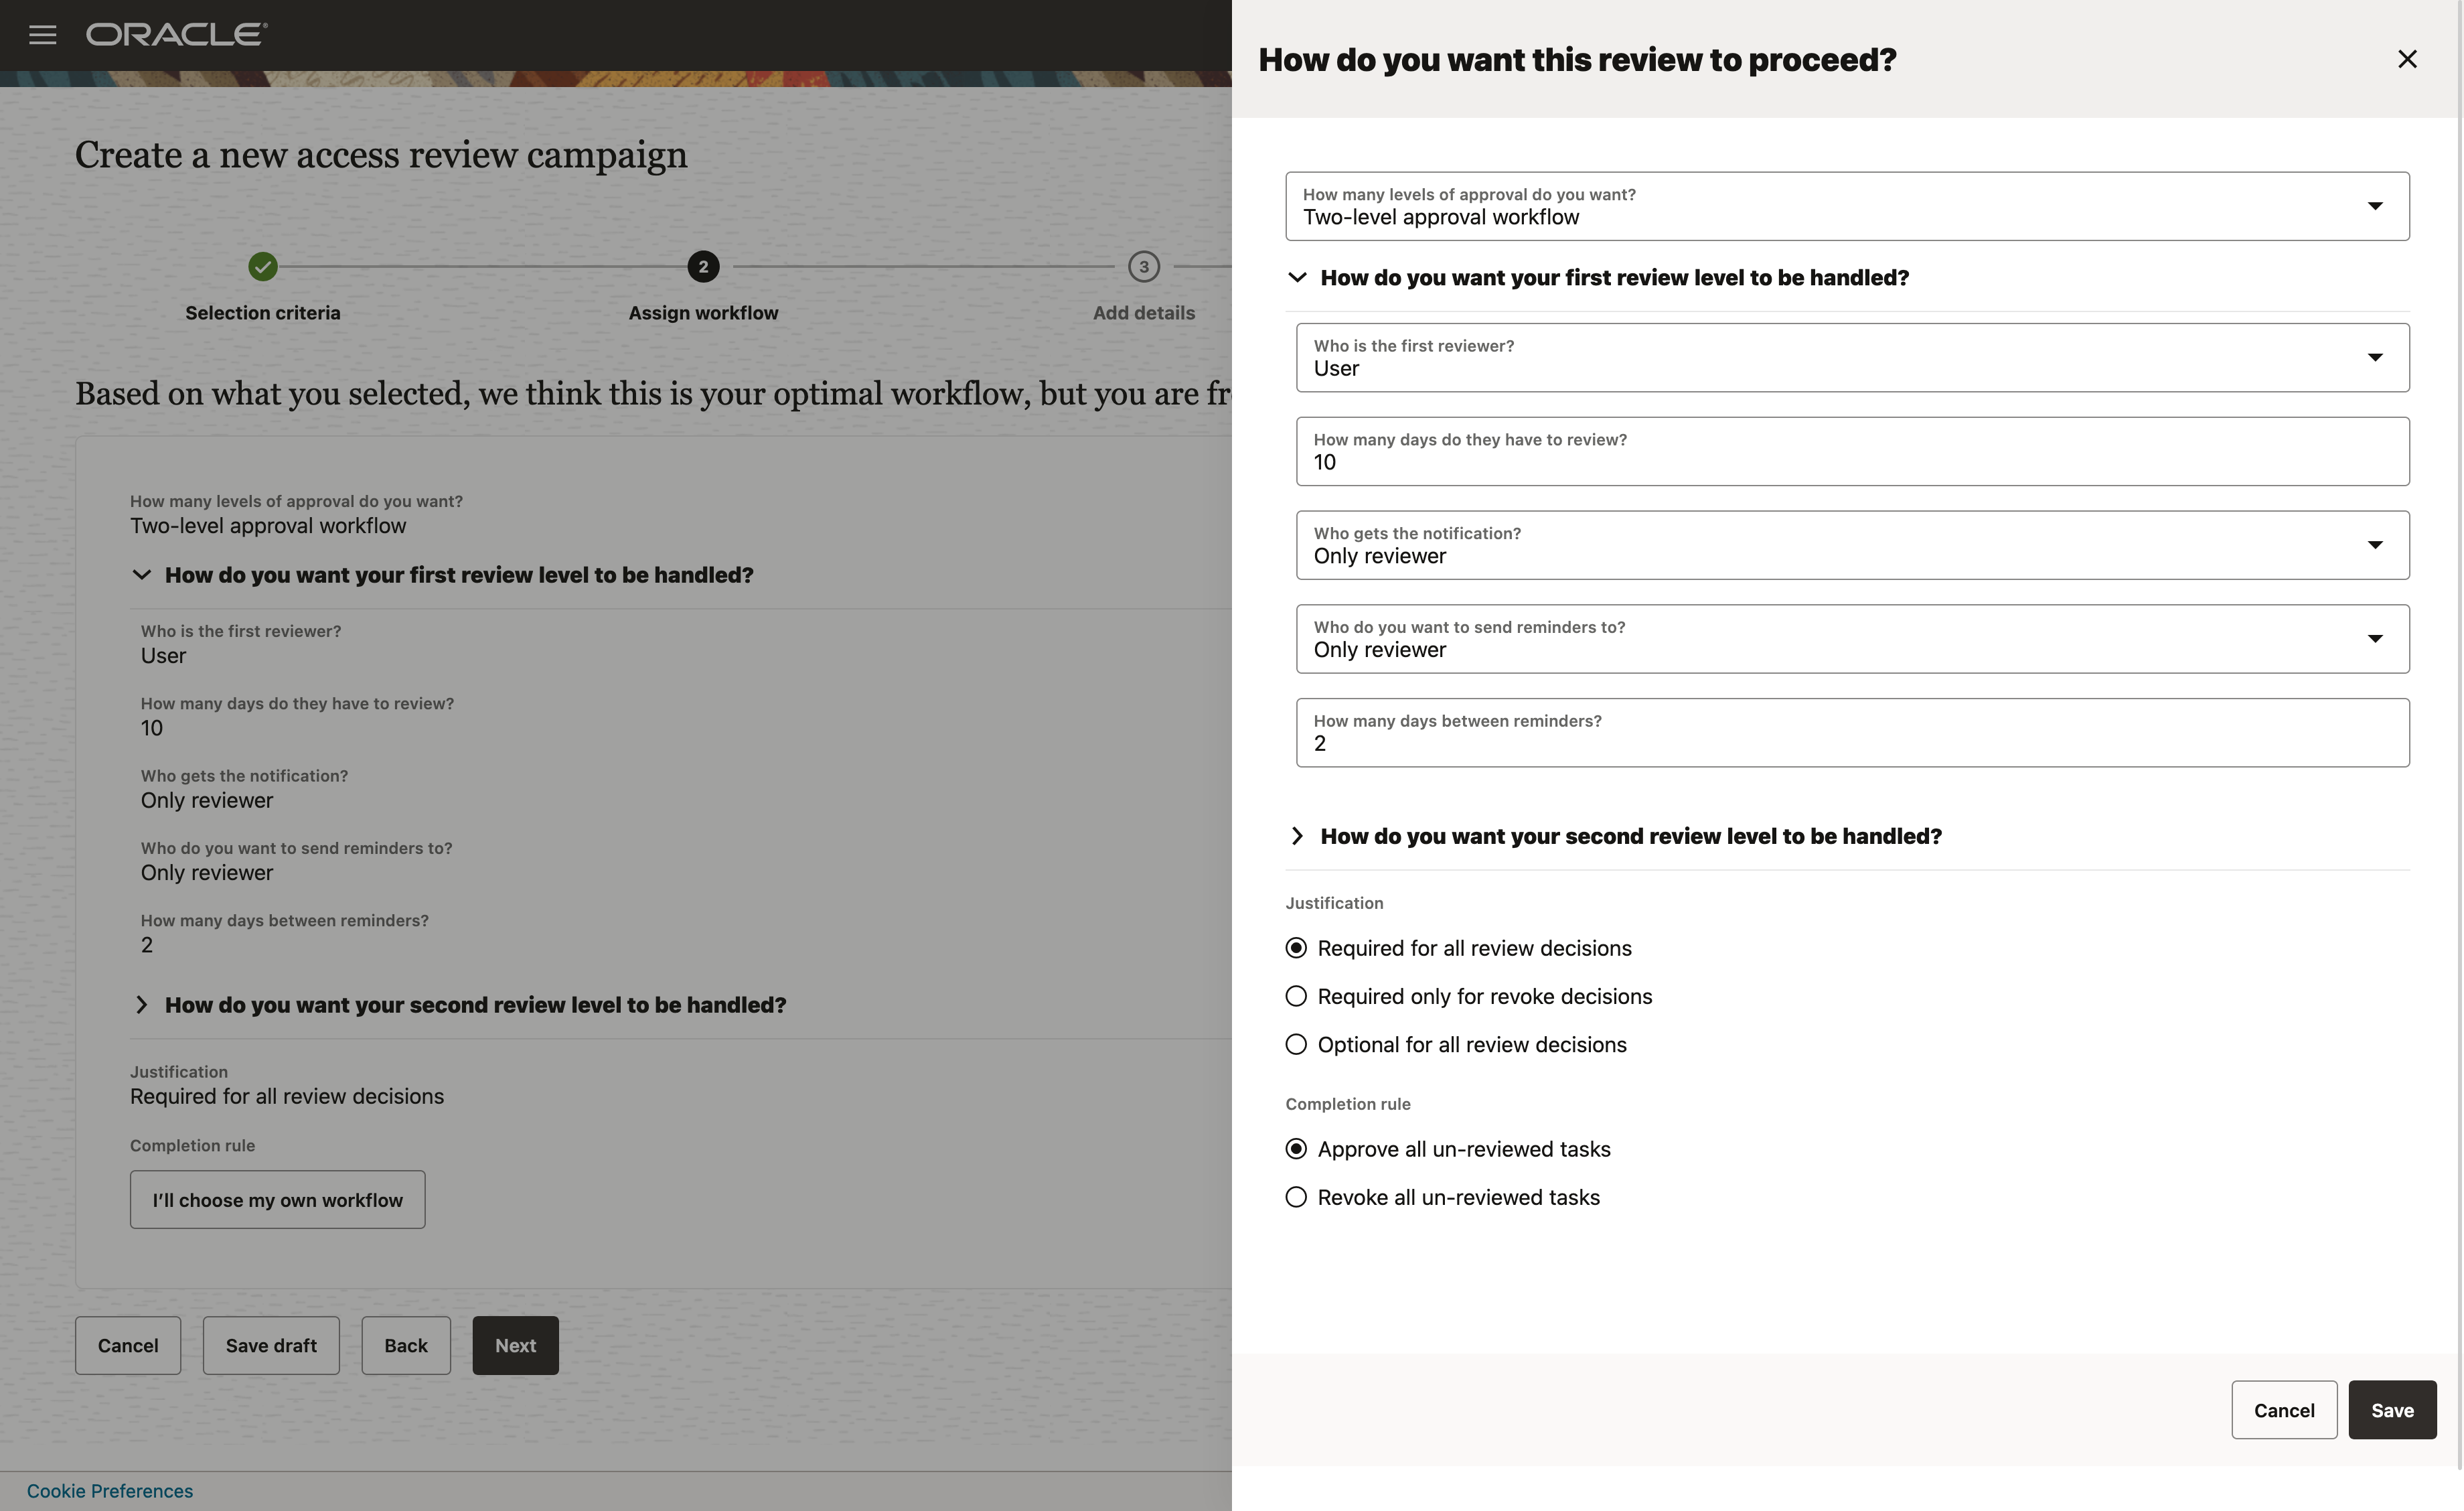 ORACLE®
Create a new access review campaign
2
3
Selection criteria
Assign workflow
Add details
Based on what you selected, we think this is your optimal workflow, but you are fr
How many levels of approval do you want?
Two-level approval workflow
How do you want your first review level to be handled?
Who is the first reviewer?
User
How many days do they have to review?
10
Who gets the notification?
Only reviewer
Who do you want to send reminders to?
Only reviewer
How many days between reminders?
2
How do you want your second review level to be handled?
Justification
Required for all review decisions
Completion rule
I'll choose my own workflow
Cancel
Save draft
Back
Next
Cookie Preferences
How do you want this review to proceed?
How many levels of approval do you want?
Two-level approval workflow
How do you want your first review level to be handled?
Who is the first reviewer?
User
How many days do they have to review?
10
Who gets the notification?
Only reviewer
Who do you want to send reminders to?
Only reviewer
How many days between reminders?
2
How do you want your second review level to be handled?
Justification
Required for all review decisions
Required only for revoke decisions
Optional for all review decisions
Completion rule
Approve all un-reviewed tasks
Revoke all un-reviewed tasks
Cancel
Save